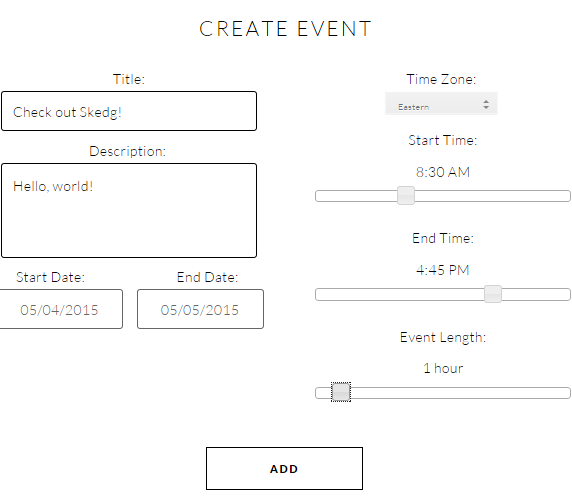 CREATE EVENT
Title:
Check out Skedg!
Description:
Hello, world!
Start Date:
End Date:
05/04/2015
05/05/2015
Time Zone:
Eastern
Start Time:
8:30 AM
End Time:
4:45 PM
Event Length:
1 hour
ADD